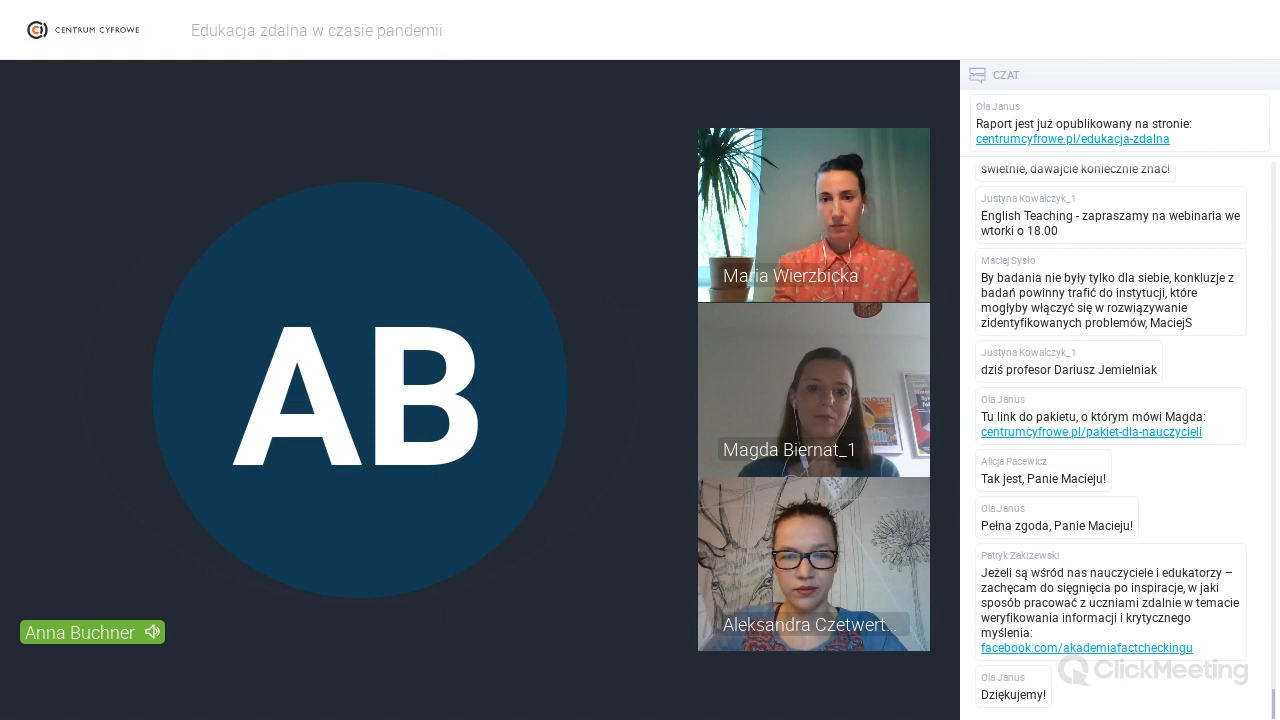 CENTRUM CYFROWE
Edukacja zdalna w czasie pandemii
AB
Anna Buchner
Maria Wierzbicka
Magda Biernat_1
Aleksandra Czetwert...
CZAT
Ola Janus
Raport jest już opublikowany na stronie:
centrumcyfrowe.pl/edukacja-zdalna
świetnie, dawajcie koniecznie znać!
Justyna Kowalczyk_1
English Teaching - zapraszamy na webinaria we
wtorki o 18.00
Maciej Sysło
By badania nie były tylko dla siebie, konkluzje z
badań powinny trafić do instytucji, które
mogłyby włączyć się w rozwiązywanie
zidentyfikowanych problemów, MaciejS
Justyna Kowalczyk_1
dziś profesor Dariusz Jemielniak
Ola Janus
Tu link do pakietu, o którym mówi Magda:
centrumcyfrowe.pl/pakiet-dla-nauczycieli
Alicja Pacewicz
Tak jest, Panie Macieju!
Ola Janus
Pełna zgoda, Panie Macieju!
Patryk Zakrzewski
Jeżeli są wśród nas nauczyciele i edukatorzy –
zachęcam do sięgnięcia po inspiracje, w jaki
sposób pracować z uczniami zdalnie w temacie
weryfikowania informacji i krytycznego
myślenia:
facebook.com/akademiafactcheckingu
ClickMeeting
Ola Janus
Dziękujemy!